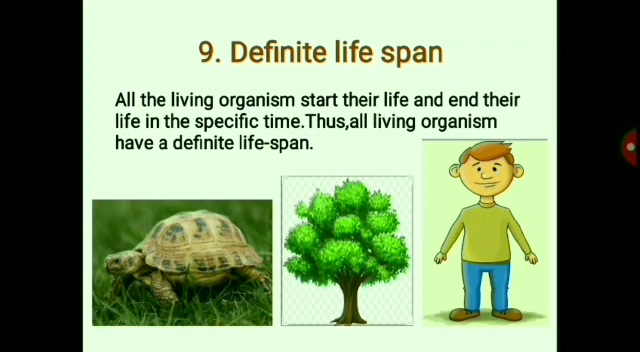 9. Definite life span
All the living organism start their life and end their
life in the specific time.Thus,all living organism
have a definite life-span.